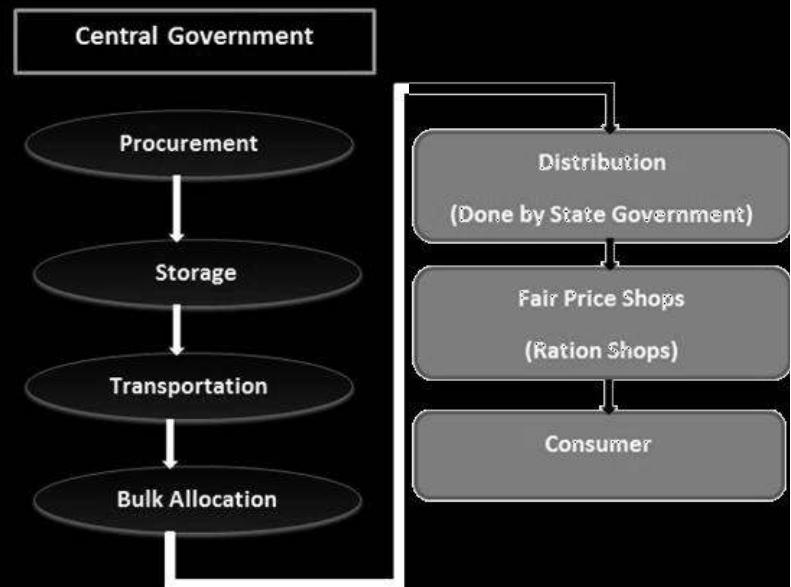 Central Government
Procurement
Storage
Transportation
Bulk Allocation
Distribution
(Done by State Government)
Fair Price Shops
(Ration Shops)
Consumer